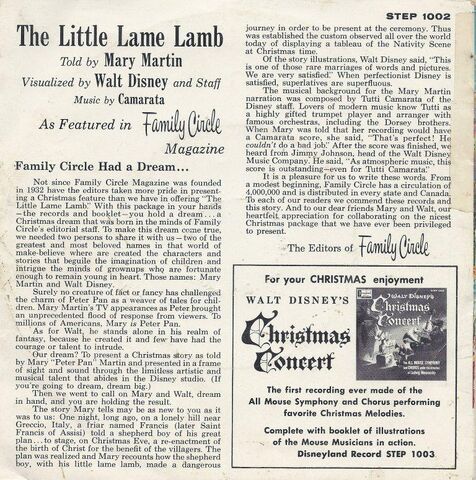 The Little Lame Lamb
Told by Mary Martin
Visualized by Walt Disney and Staff
Music by Camarata
As Featured in Family Circle
Magazine
Family Circle Had a Dream...
Not since Family Circle Magazine was founded
in 1932 have the editors taken more pride in present-
ing a Christmas feature than we have in offering "The
Little Lame Lamb." With this package in your hands
—the records and booklet—you hold a dream... a
Christmas dream that was born in the minds of Family
Circle's editorial staff. To make this dream come true,
we needed two persons to share it with us—two of the
greatest and most beloved names in that world of
make-believe where are created the characters and
stories that beguile the imagination of children and
intrigue the minds of grownups who are fortunate
enough to remain young in heart. Those names: Mary
Martin and Walt Disney.
Surely no creature of fact or fancy has challenged
the charm of Peter Pan as a weaver of tales for chil-
dren. Mary Martin's TV appearances as Peter brought
an unprecedented flood of response from viewers. To
millions of Americans, Mary is Peter Pan.
As for Walt, he stands alone in his realm of
fantasy, because he created it and few have had the
courage or talent to intrude.
Our dream? To present a Christmas story as told
by Mary "Peter Pan" Martin and presented in a frame
of sight and sound through the limitless artistic and
musical talent that abides in the Disney studio. (If
you're going to dream, dream big.)
Then we went to call on Mary and Walt, dream
in hand, and you are holding the result.
The story Mary tells may be as new to you as it
was to us: One night, long ago, on a lonely hill near
Greccio, Italy, a friar named Francis (later Saint
Francis of Assisi) told a shepherd boy of his great
plan...to stage, on Christmas Eve, a re-enactment
of the birth of Christ for the benefit of the villagers. The
plan was realized and Mary recounts how the shepherd
boy, with his little lame lamb, made a dangerous
STEP 1002
journey in order to be present at the ceremony. Thus
was established the custom observed all over the world
today of displaying a tableau of the Nativity Scene
at Christmas time.
Of the story illustrations, Walt Disney said, "This
is one of those rare marriages of words and pictures.
We are very satisfied." When perfectionist Disney is
satisfied, superlatives are superfluous.
The musical background for the Mary Martin
narration was composed by Tutti Camarata of the
Disney staff. Lovers of modern music know Tutti as
a highly gifted trumpet player and arranger with
famous orchestras, including the Dorsey brothers.
When Mary was told that her recording would have
a Camarata score, she said, "That's perfect! He
couldn't do a bad job." After the score was finished, we
heard from Jimmy Johnson, head of the Walt Disney
Music Company. He said, "As atmospheric music, this
score is outstanding—even for Tutti Camarata."
It is a pleasure for us to write these words. From
a modest beginning, Family Circle has a circulation of
4,000,000 and is distributed in every state and Canada.
To each of our readers we commend these records and
this story. And to our dear friends Mary and Walt, our
heartfelt appreciation for collaborating on the nicest
Christmas package that we have ever been privileged
to present.
The Editors of Family Circle
For your CHRISTMAS enjoyment
WALT DISNEY'S
Christmas
Concert
WALT DISNEY'S
Christmas
Concert
The first recording ever made of the
All Mouse Symphony and Chorus performing
favorite Christmas Melodies.
Complete with booklet of illustrations
of the Mouse Musicians in action.
Disneyland Record STEP 1003